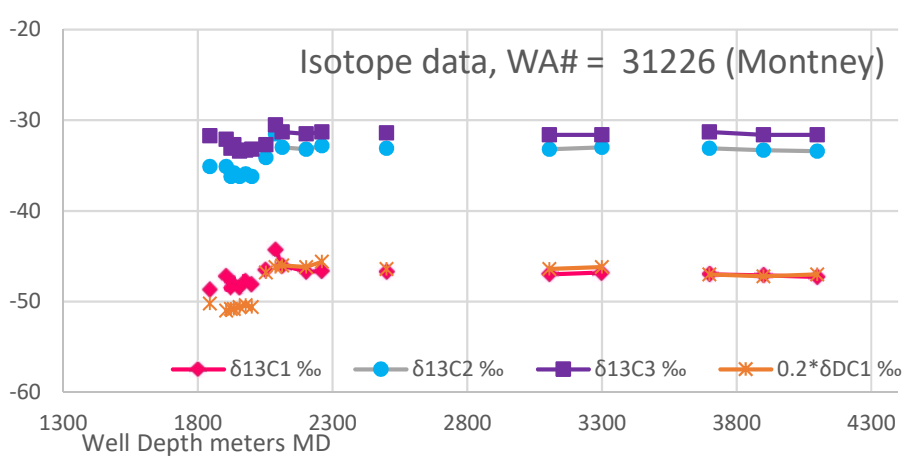 Isotope data, WA# = 31226 (Montney)
-20
-30
-40
-50
-60
δ13C1 ‰ δ13C2 ‰ δ13C3 ‰ 0.2*δDC1 ‰
1300 1800 2300 2800 3300 3800 4300
Well Depth meters MD